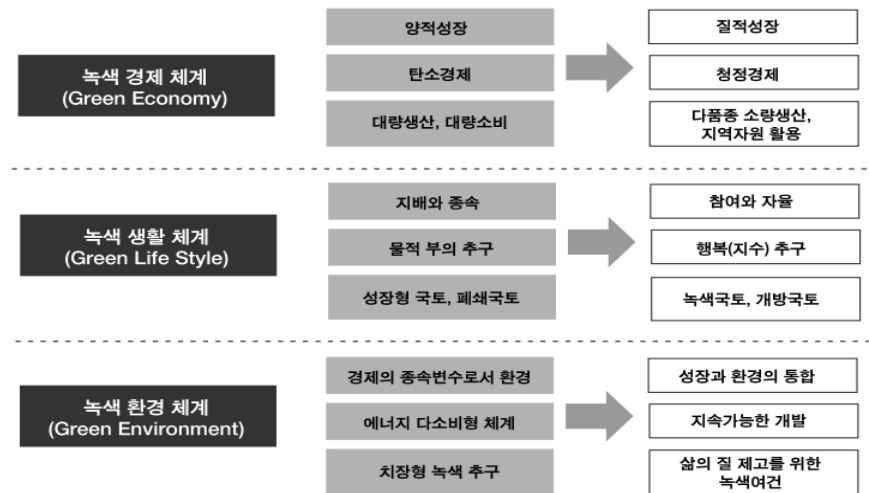 양적성장
질적성장
녹색 경제 체계
(Green Economy)
탄소경제
청정경제
대량생산, 대량소비
다품종 소량생산,
지역자원 활용
지배와 종속
참여와 자율
녹색 생활 체계
(Green Life Style)
물적 부의 추구
행복(지수) 추구
성장형 국토, 폐쇄국토
녹색국토, 개방국토
경제의 종속변수로서 환경
성장과 환경의 통합
녹색 환경 체계
(Green Environment)
에너지 다소비형 체계
지속가능한 개발
치장형 녹색 추구
삶의 질 제고를 위한
녹색여건